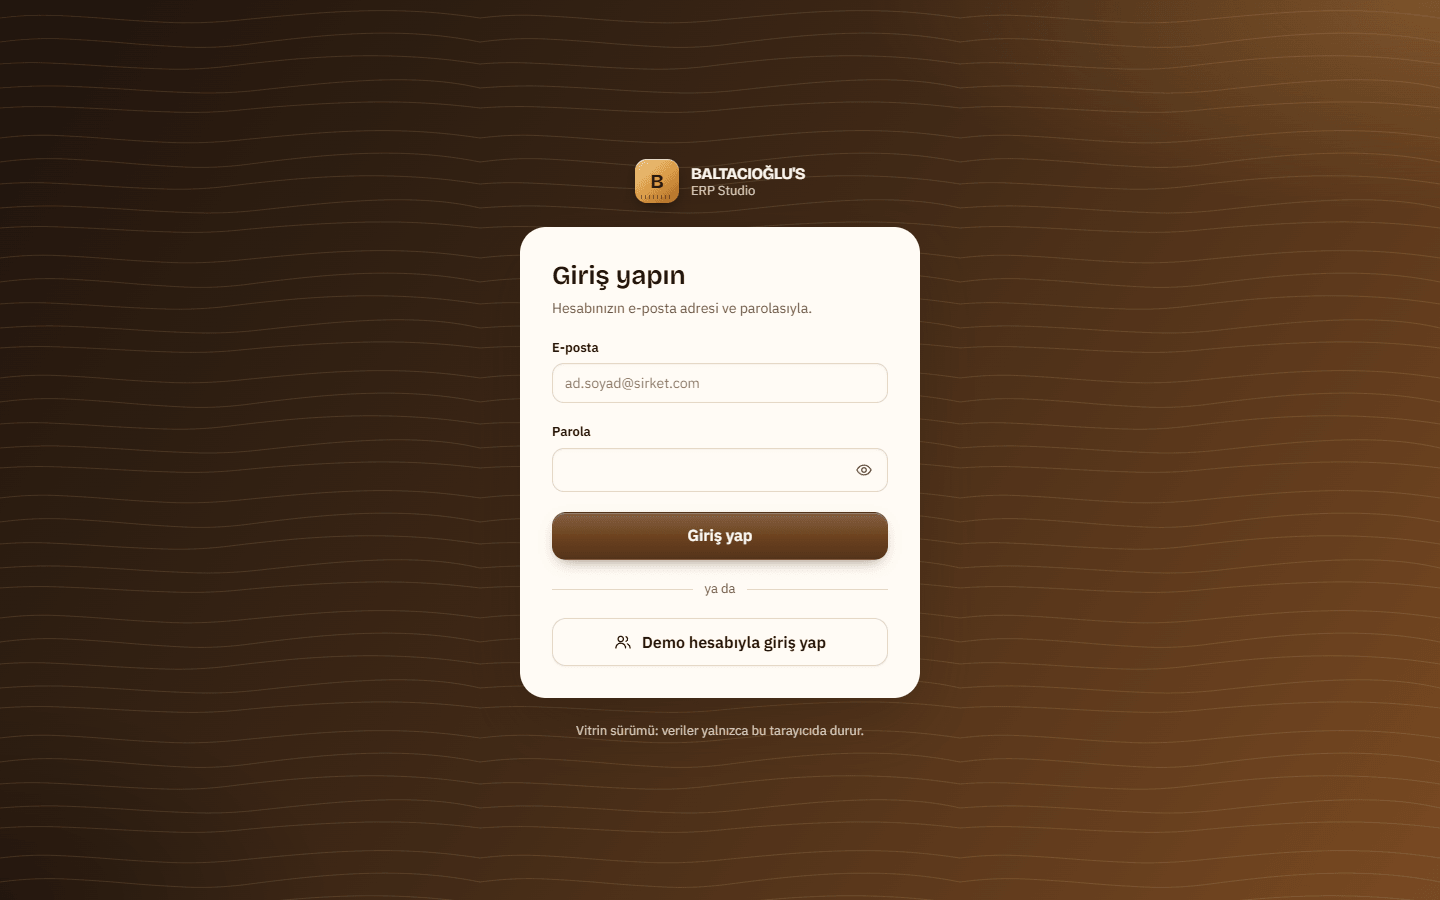 B
BALTACIOĞLU'S
ERP Studio
Giriş yapın
Hesabınızın e-posta adresi ve parolasıyla.
E-posta
ad.soyad@sirket.com
Parola
Giriş yap
ya da
Demo hesabıyla giriş yap
Vitrin sürümü: veriler yalnızca bu tarayıcıda durur.